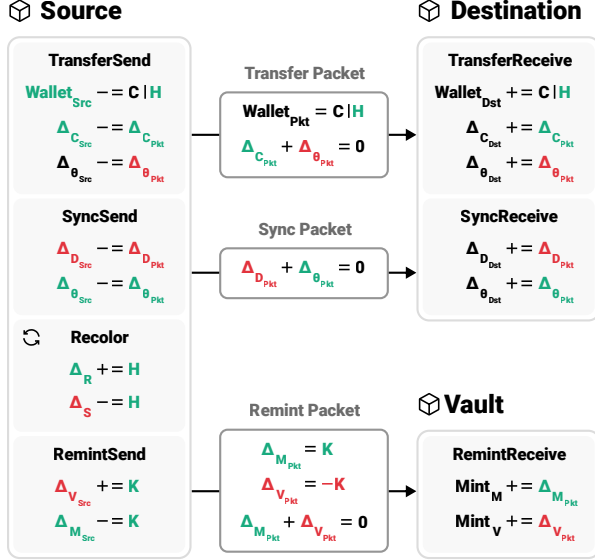 Source
TransferSend
Wallet_Src −= C|H
Δ_C_Src −= Δ_C_Pkt
Δ_θ_Src −= Δ_θ_Pkt
SyncSend
Δ_D_Src −= Δ_D_Pkt
Δ_θ_Src −= Δ_θ_Pkt
Recolor
Δ_R += H
Δ_S −= H
RemintSend
Δ_V_Src += K
Δ_M_Src −= K
Transfer Packet
Wallet_Pkt = C|H
Δ_C_Pkt + Δ_θ_Pkt = 0
Sync Packet
Δ_D_Pkt + Δ_θ_Pkt = 0
Remint Packet
Δ_M_Pkt = K
Δ_V_Pkt = −K
Δ_M_Pkt + Δ_V_Pkt = 0
Destination
TransferReceive
Wallet_Dst += C|H
Δ_C_Dst += Δ_C_Pkt
Δ_θ_Dst += Δ_θ_Pkt
SyncReceive
Δ_D_Dst += Δ_D_Pkt
Δ_θ_Dst += Δ_θ_Pkt
Vault
RemintReceive
Mint_M += Δ_M_Pkt
Mint_V += Δ_V_Pkt